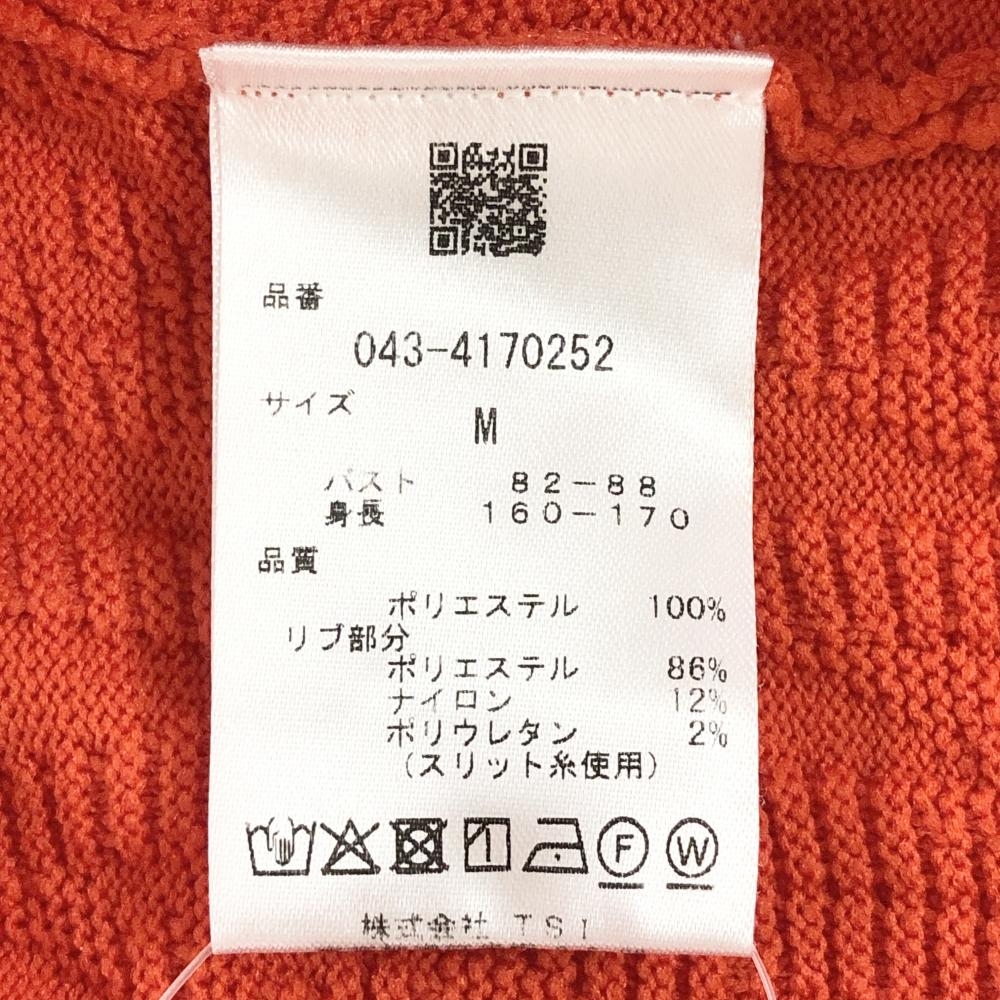 品番
043-4170252
サイズ
M
バスト 82-88
身長 160-170
品質
ポリエステル 100%
リブ部分
ポリエステル 86%
ナイロン 12%
ポリウレタン 2%
(スリット糸使用)
F W
株式会社 TSI